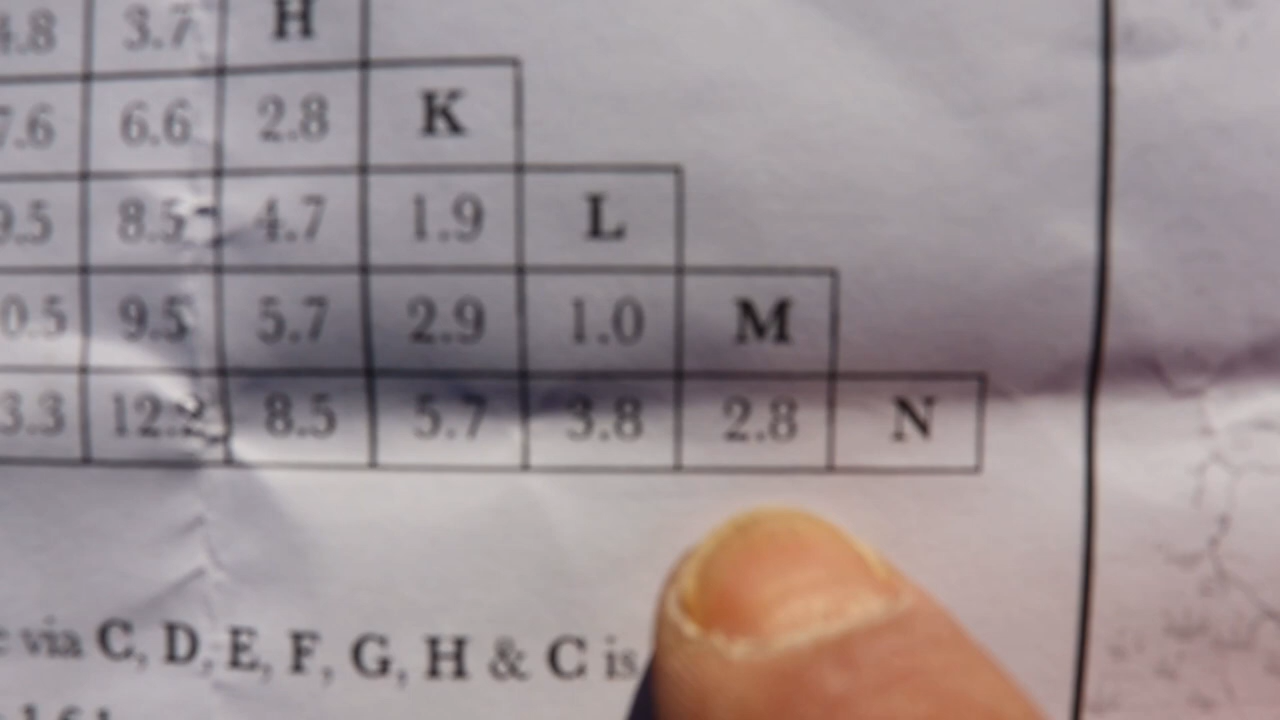 4.8 3.7 H
7.6 6.6 2.8 K
9.5 8.5 4.7 1.9 L
0.5 9.5 5.7 2.9 1.0 M
3.3 12.2 8.5 5.7 3.8 2.8 N
via C, D, E, F, G, H & C is